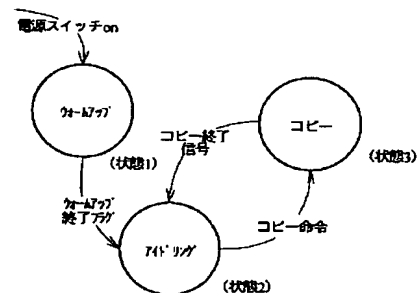 電源スイッチon
ウォームアップ
(状態1)
コピー終了
信号
コピー
(状態3)
ウォームアップ
終了フラグ
アイドリング
コピー命令
(状態2)